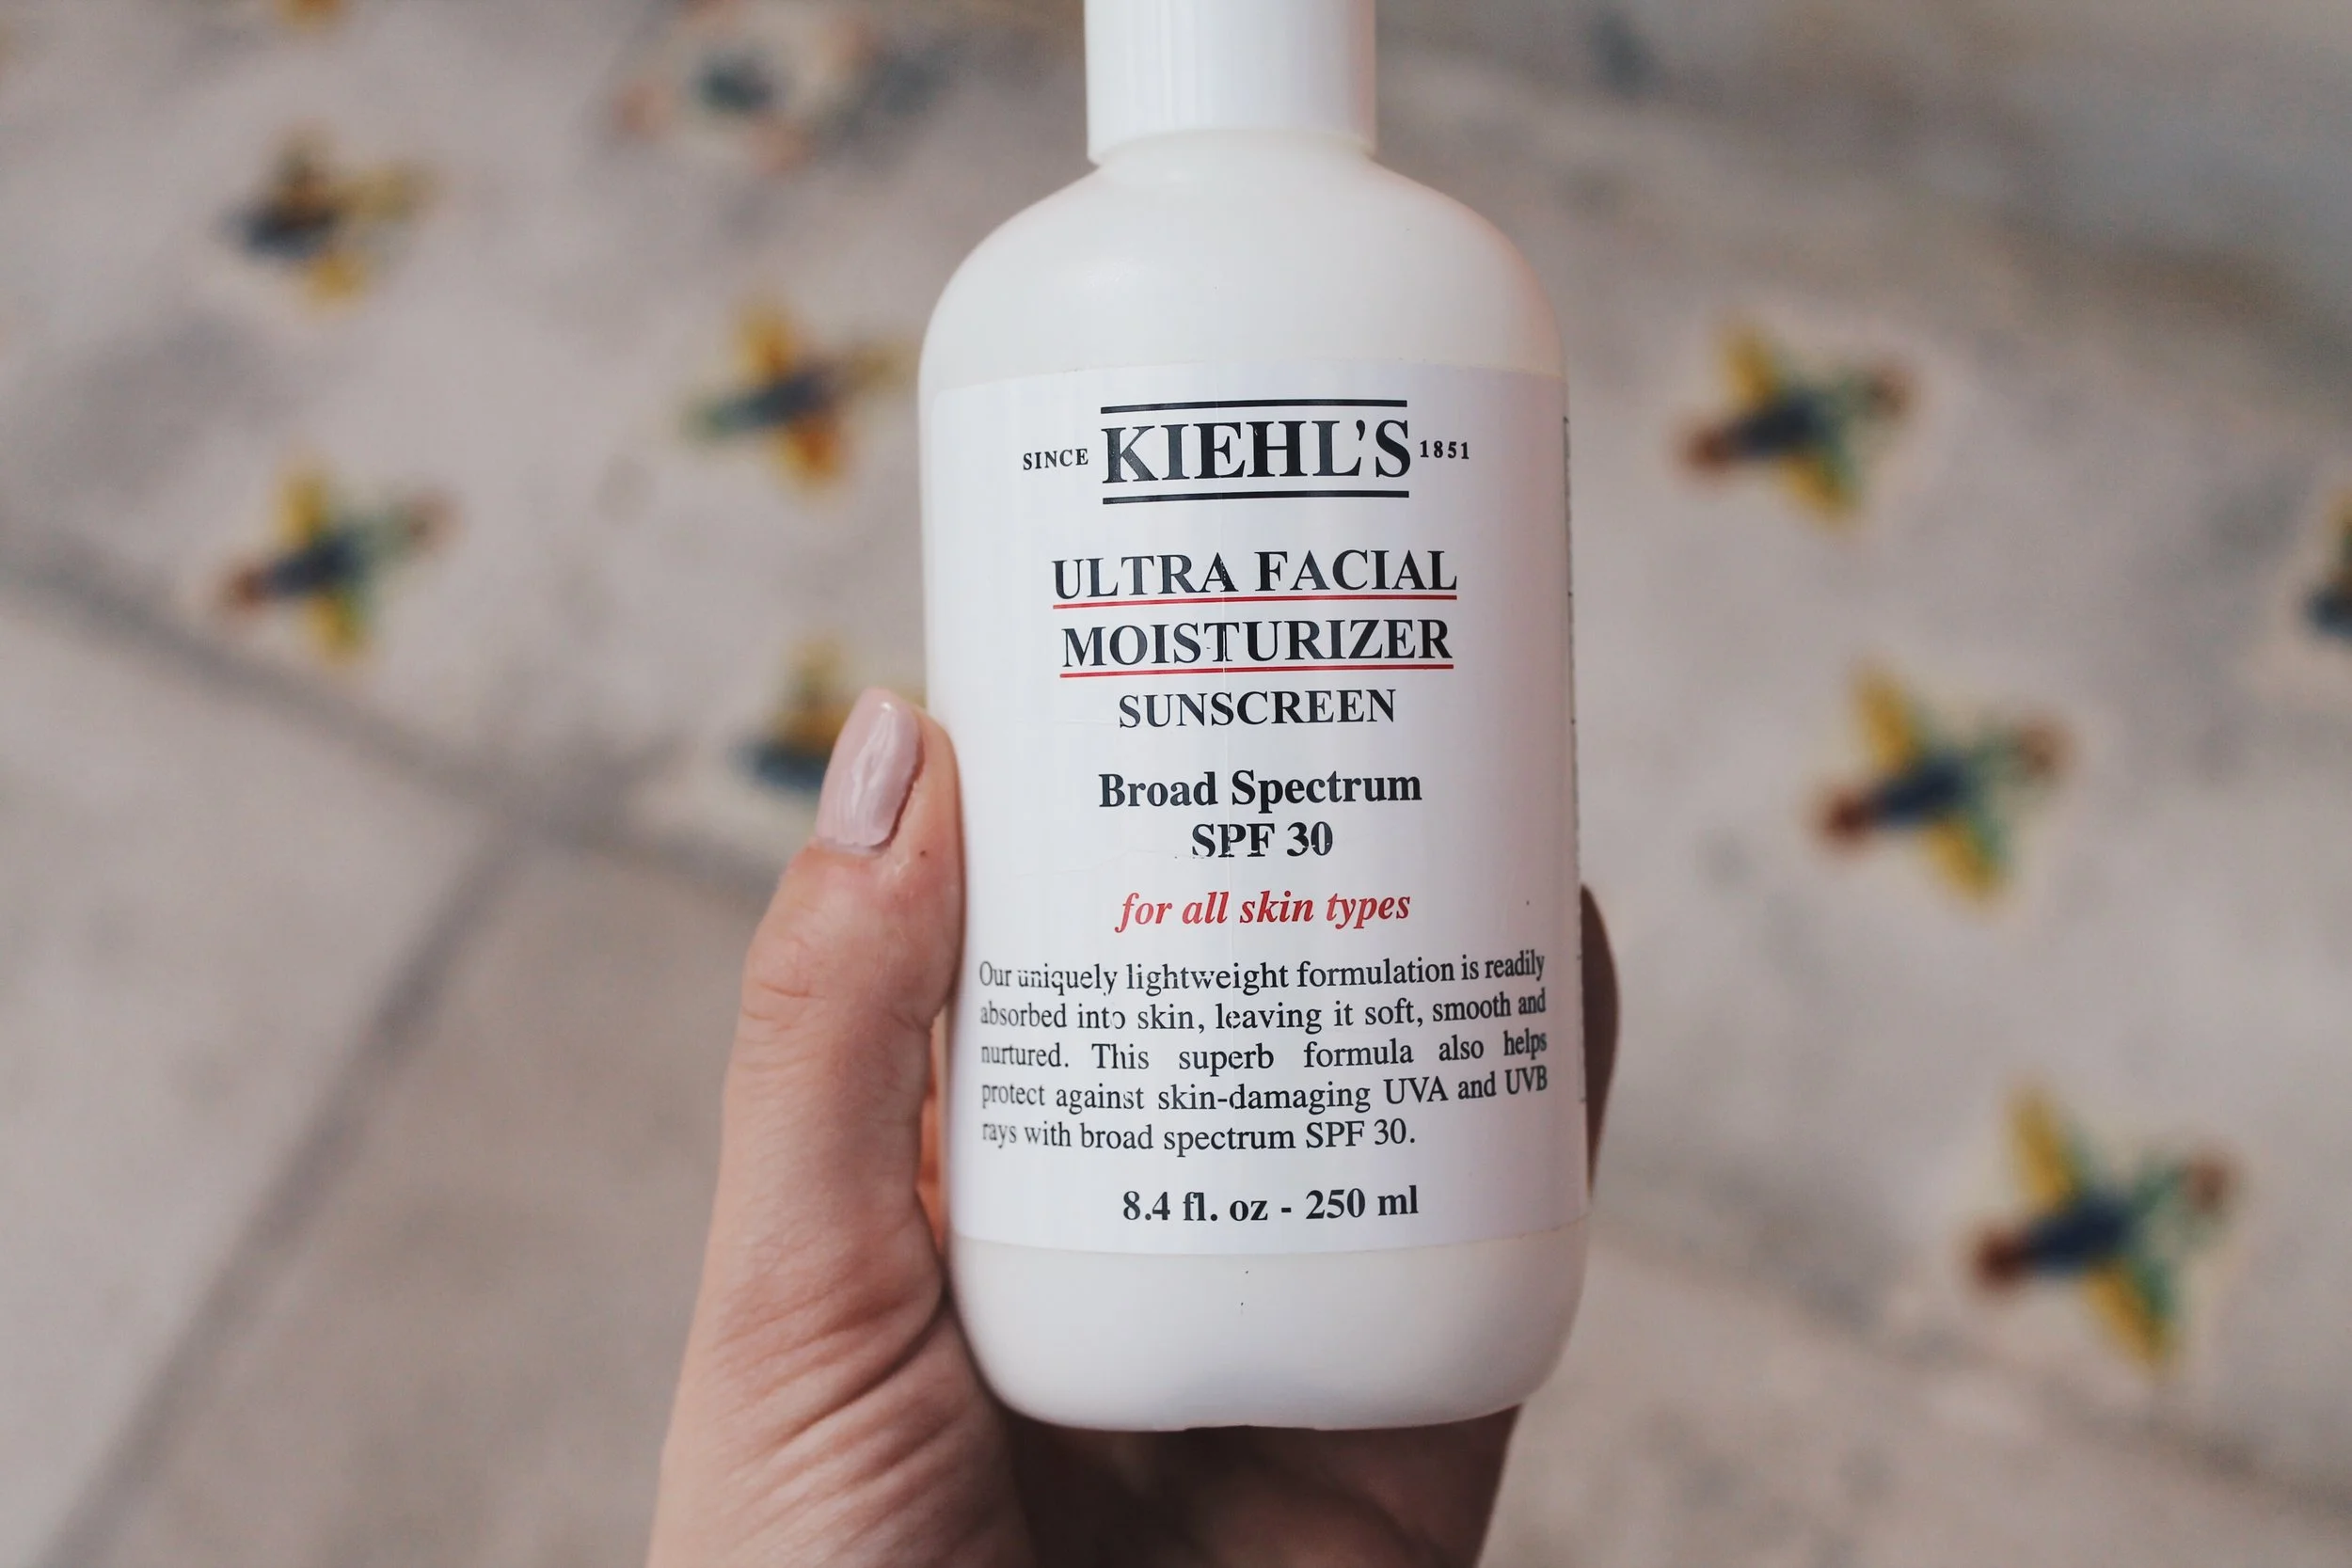 SINCE KIEHL'S 1851
ULTRA FACIAL
MOISTURIZER
SUNSCREEN
Broad Spectrum
SPF 30
for all skin types
Our uniquely lightweight formulation is readily
absorbed into skin, leaving it soft, smooth and
nurtured. This superb formula also helps
protect against skin-damaging UVA and UVB
rays with broad spectrum SPF 30.
8.4 fl. oz - 250 ml